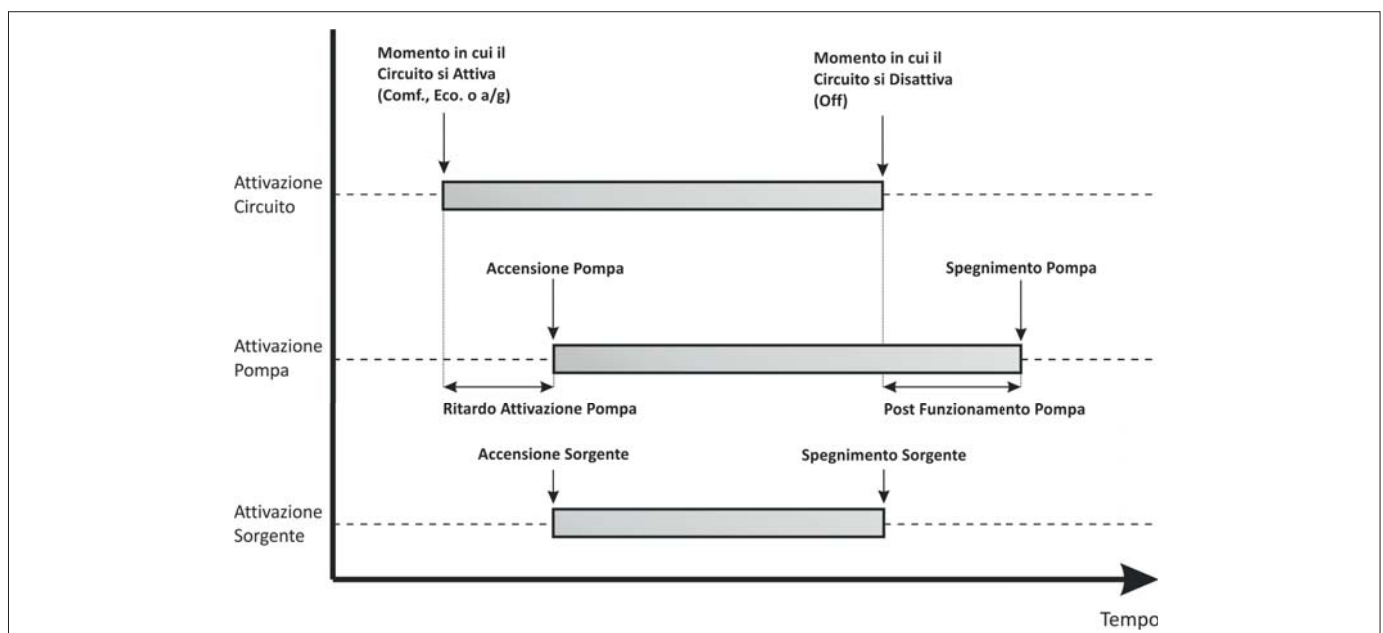 Momento in cui il
Circuito si Attiva
(Comf., Eco. o a/g)
Momento in cui il
Circuito si Disattiva
(Off)
Attivazione
Circuito
Accensione Pompa
Spegnimento Pompa
Attivazione
Pompa
Ritardo Attivazione Pompa
Post Funzionamento Pompa
Accensione Sorgente
Spegnimento Sorgente
Attivazione
Sorgente
Tempo